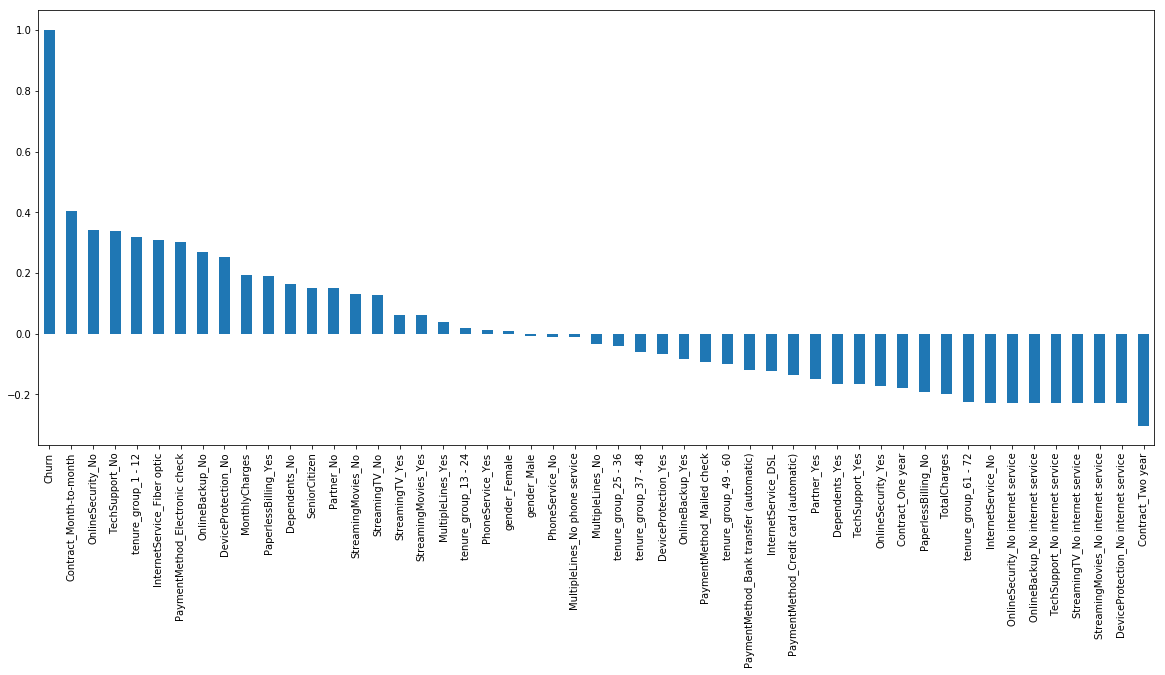 1.0
0.8
0.6
0.4
0.2
0.0
−0.2
Churn
Contract_Month-to-month
OnlineSecurity_No
TechSupport_No
tenure_group_1 - 12
InternetService_Fiber optic
PaymentMethod_Electronic check
OnlineBackup_No
DeviceProtection_No
MonthlyCharges
PaperlessBilling_Yes
Dependents_No
SeniorCitizen
Partner_No
StreamingMovies_No
StreamingTV_No
StreamingTV_Yes
StreamingMovies_Yes
MultipleLines_Yes
tenure_group_13 - 24
PhoneService_Yes
gender_Female
gender_Male
PhoneService_No
MultipleLines_No phone service
MultipleLines_No
tenure_group_25 - 36
tenure_group_37 - 48
DeviceProtection_Yes
OnlineBackup_Yes
PaymentMethod_Mailed check
tenure_group_49 - 60
PaymentMethod_Bank transfer (automatic)
InternetService_DSL
PaymentMethod_Credit card (automatic)
Partner_Yes
Dependents_Yes
TechSupport_Yes
OnlineSecurity_Yes
Contract_One year
PaperlessBilling_No
TotalCharges
tenure_group_61 - 72
InternetService_No
OnlineSecurity_No internet service
OnlineBackup_No internet service
TechSupport_No internet service
StreamingTV_No internet service
StreamingMovies_No internet service
DeviceProtection_No internet service
Contract_Two year